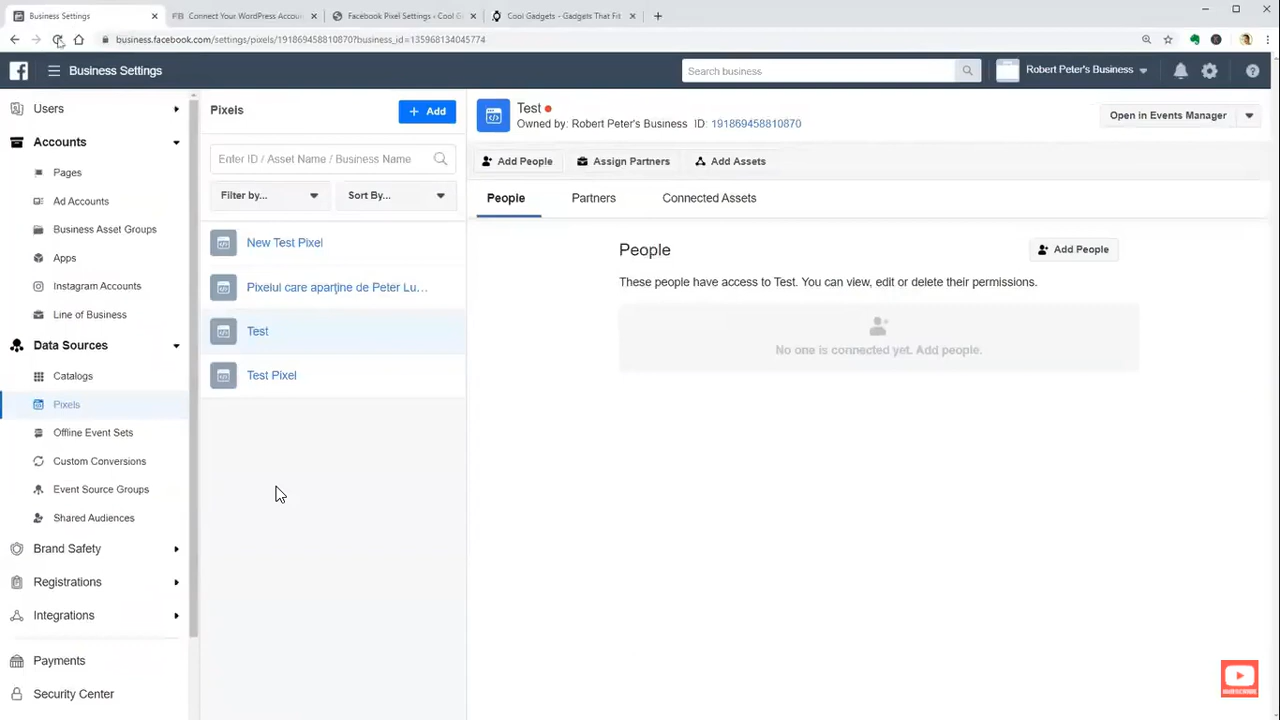 Business Settings
Connect Your WordPress Accoun
Facebook Pixel Settings ‹ Cool G
Cool Gadgets - Gadgets That Fit
business.facebook.com/settings/pixels/191869458810870?business_id=135968134045774
Business Settings
Search business
Robert Peter's Business
Users
Accounts
Pages
Ad Accounts
Business Asset Groups
Apps
Instagram Accounts
Line of Business
Data Sources
Catalogs
Pixels
Offline Event Sets
Custom Conversions
Event Source Groups
Shared Audiences
Brand Safety
Registrations
Integrations
Payments
Security Center
Pixels
+ Add
Enter ID / Asset Name / Business Name
Filter by...
Sort By...
New Test Pixel
Pixelul care aparține de Peter Lu...
Test
Test Pixel
Test
Owned by: Robert Peter's Business ID: 191869458810870
Open in Events Manager
Add People
Assign Partners
Add Assets
People
Partners
Connected Assets
People
Add People
These people have access to Test. You can view, edit or delete their permissions.
No one is connected yet. Add people.